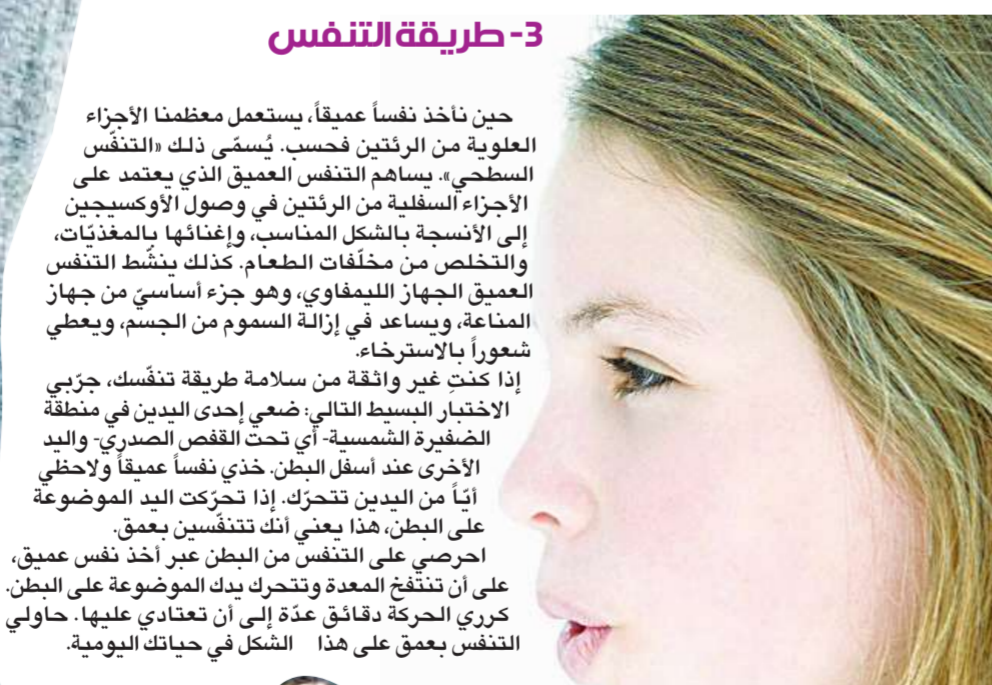 3- طريقة التنفس
حين نأخذ نفساً عميقاً، يستعمل معظمنا الأجزاء
العلوية من الرئتين فحسب. يُسمّى ذلك «التنفّس
السطحي». يساهم التنفس العميق الذي يعتمد على
الأجزاء السفلية من الرئتين في وصول الأوكسيجين
إلى الأنسجة بالشكل المناسب، وإغنائها بالمغذيّات،
والتخلص من مخلّفات الطعام. كذلك ينشّط التنفس
العميق الجهاز الليمفاوي، وهو جزء أساسيّ من جهاز
المناعة، ويساعد في إزالة السموم من الجسم، ويعطي
شعوراً بالاسترخاء.
إذا كنتِ غير واثقة من سلامة طريقة تنفّسك، جرّبي
الاختبار البسيط التالي: ضعي إحدى اليدين في منطقة
الضفيرة الشمسية- أي تحت القفص الصدري- واليد
الأخرى عند أسفل البطن. خذي نفساً عميقاً ولاحظي
أيّاً من اليدين تتحرّك. إذا تحرّكت اليد الموضوعة
على البطن، هذا يعني أنك تتنفّسين بعمق.
احرصي على التنفس من البطن عبر أخذ نفس عميق،
على أن تنتفخ المعدة وتتحرك يدك الموضوعة على البطن.
كرري الحركة دقائق عدّة إلى أن تعتادي عليها. حاولي
التنفس بعمق على هذا الشكل في حياتك اليومية.